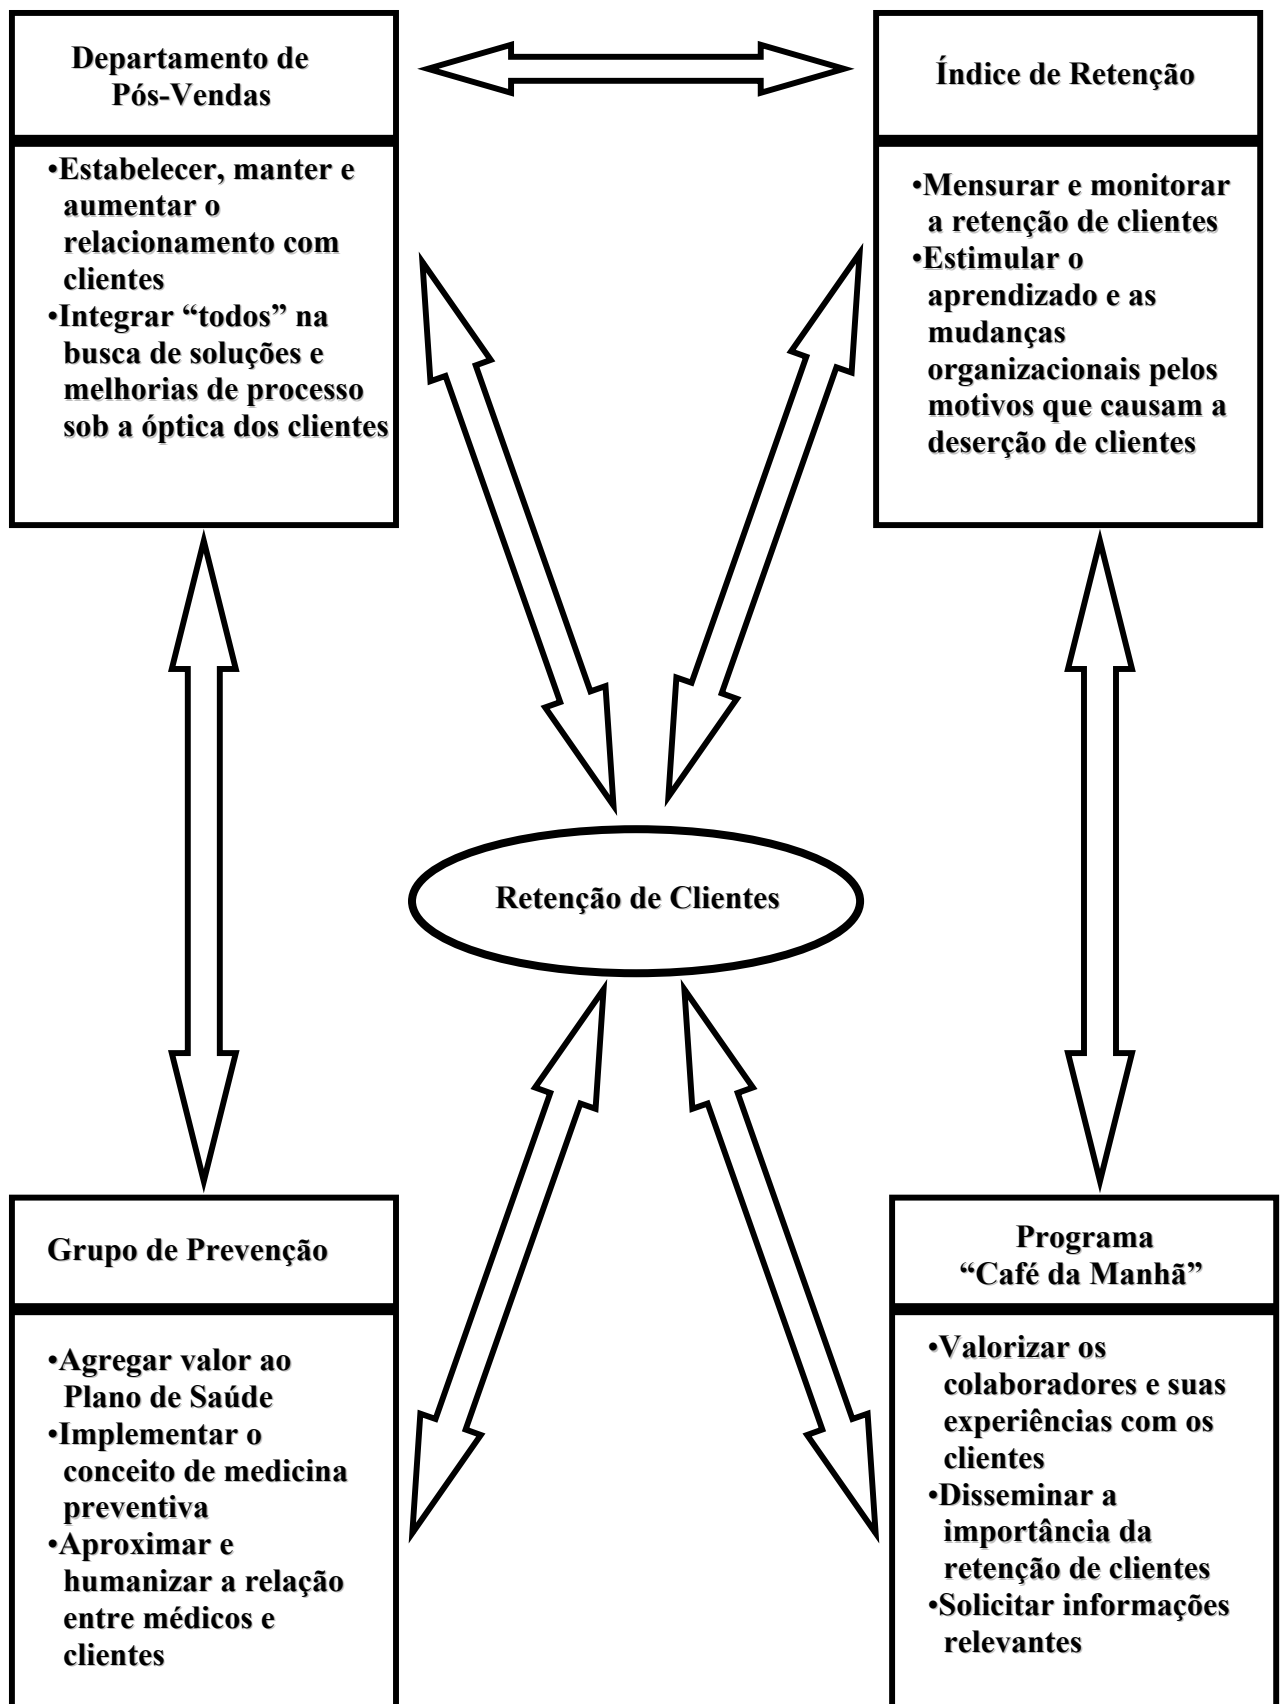 Departamento de
Pós-Vendas
•Estabelecer, manter e
aumentar o
relacionamento com
clientes
•Integrar “todos” na
busca de soluções e
melhorias de processo
sob a óptica dos clientes
Índice de Retenção
•Mensurar e monitorar
a retenção de clientes
•Estimular o
aprendizado e as
mudanças
organizacionais pelos
motivos que causam a
deserção de clientes
Retenção de Clientes
Grupo de Prevenção
•Agregar valor ao
Plano de Saúde
•Implementar o
conceito de medicina
preventiva
•Aproximar e
humanizar a relação
entre médicos e
clientes
Programa
“Café da Manhã”
•Valorizar os
colaboradores e suas
experiências com os
clientes
•Disseminar a
importância da
retenção de clientes
•Solicitar informações
relevantes